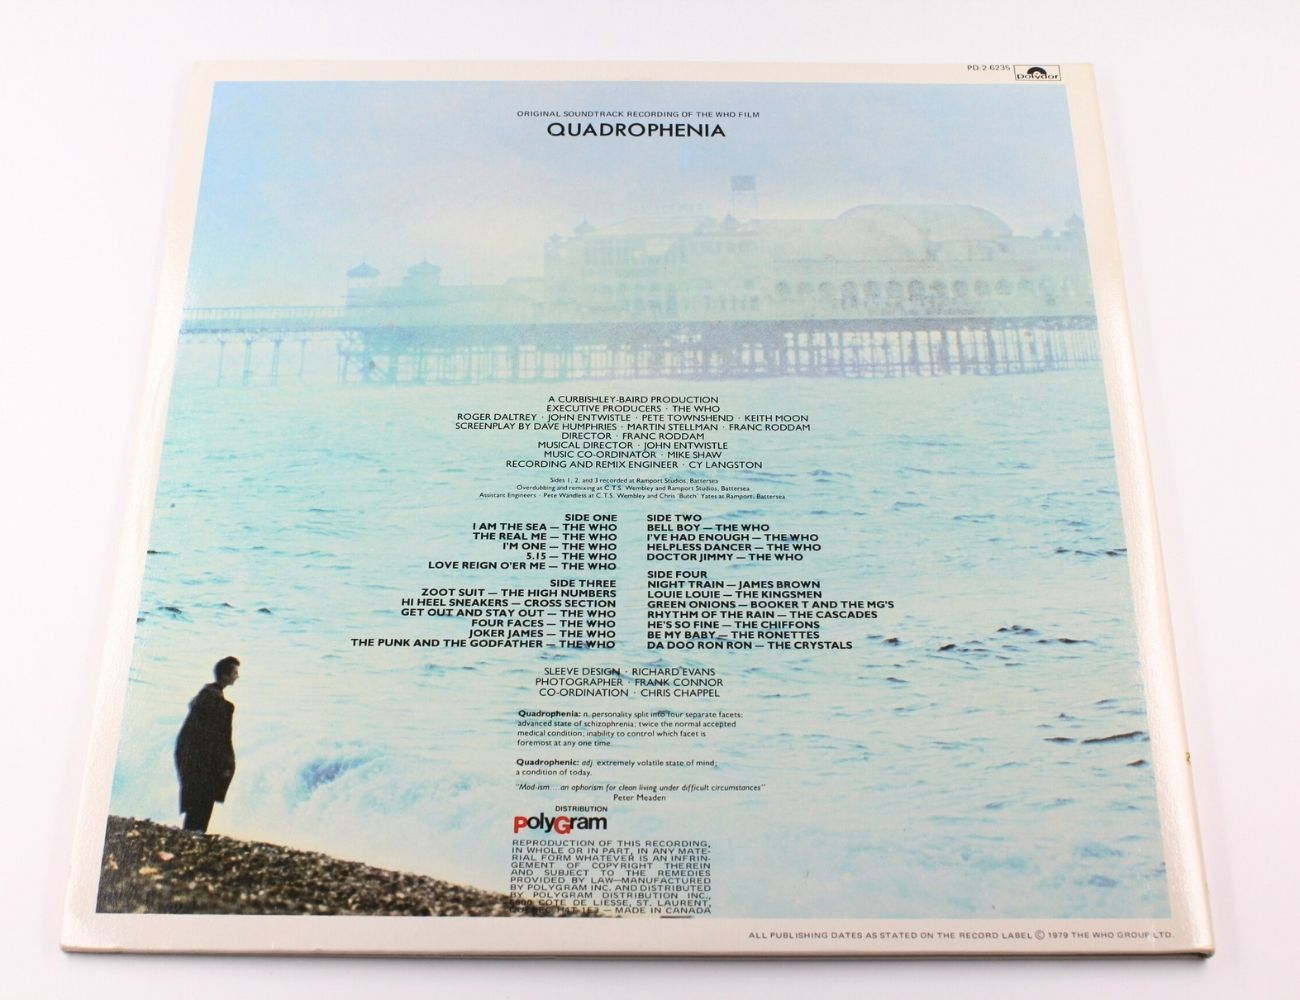 PD-2-6235 polydor
ORIGINAL SOUNDTRACK RECORDING OF THE WHO FILM
QUADROPHENIA
A CURBISHLEY-BAIRD PRODUCTION
EXECUTIVE PRODUCERS · THE WHO
ROGER DALTREY · JOHN ENTWISTLE · PETE TOWNSHEND · KEITH MOON
SCREENPLAY BY DAVE HUMPHRIES · MARTIN STELLMAN · FRANC RODDAM
DIRECTOR · FRANC RODDAM
MUSICAL DIRECTOR · JOHN ENTWISTLE
MUSIC CO-ORDINATOR · MIKE SHAW
RECORDING AND REMIX ENGINEER · CY LANGSTON
Sides 1, 2, and 3 recorded at Ramport Studios, Battersea
Overdubbing and remixing at C.T.S. Wembley and Ramport Studios, Battersea
Assistant Engineers · Pete Wandless at C.T.S. Wembley and Chris 'Butch' Yates at Ramport, Battersea
SIDE ONE
I AM THE SEA — THE WHO
THE REAL ME — THE WHO
I'M ONE — THE WHO
5.15 — THE WHO
LOVE REIGN O'ER ME — THE WHO
SIDE TWO
BELL BOY — THE WHO
I'VE HAD ENOUGH — THE WHO
HELPLESS DANCER — THE WHO
DOCTOR JIMMY — THE WHO
SIDE THREE
ZOOT SUIT — THE HIGH NUMBERS
HI HEEL SNEAKERS — CROSS SECTION
GET OUT AND STAY OUT — THE WHO
FOUR FACES — THE WHO
JOKER JAMES — THE WHO
THE PUNK AND THE GODFATHER — THE WHO
SIDE FOUR
NIGHT TRAIN — JAMES BROWN
LOUIE LOUIE — THE KINGSMEN
GREEN ONIONS — BOOKER T AND THE MG'S
RHYTHM OF THE RAIN — THE CASCADES
HE'S SO FINE — THE CHIFFONS
BE MY BABY — THE RONETTES
DA DOO RON RON — THE CRYSTALS
SLEEVE DESIGN · RICHARD EVANS
PHOTOGRAPHER · FRANK CONNOR
CO-ORDINATION · CHRIS CHAPPEL
Quadrophenia: n. personality split into four separate facets;
advanced state of schizophrenia; twice the normal accepted
medical condition; inability to control which facet is
foremost at any one time.
Quadrophenic: adj. extremely volatile state of mind;
a condition of today.
"Mod-ism....an aphorism for clean living under difficult circumstances"
Peter Meaden
DISTRIBUTION
PolyGram
REPRODUCTION OF THIS RECORDING,
IN WHOLE OR IN PART, IN ANY MATE-
RIAL FORM WHATEVER IS AN INFRIN-
GEMENT OF COPYRIGHT THEREIN
AND SUBJECT TO THE REMEDIES
PROVIDED BY LAW—MANUFACTURED
BY POLYGRAM INC. AND DISTRIBUTED
BY POLYGRAM DISTRIBUTION INC.,
6000 COTE DE LIESSE, ST. LAURENT,
QUEBEC H4T 1E3 — MADE IN CANADA
ALL PUBLISHING DATES AS STATED ON THE RECORD LABEL © 1979 THE WHO GROUP LTD.